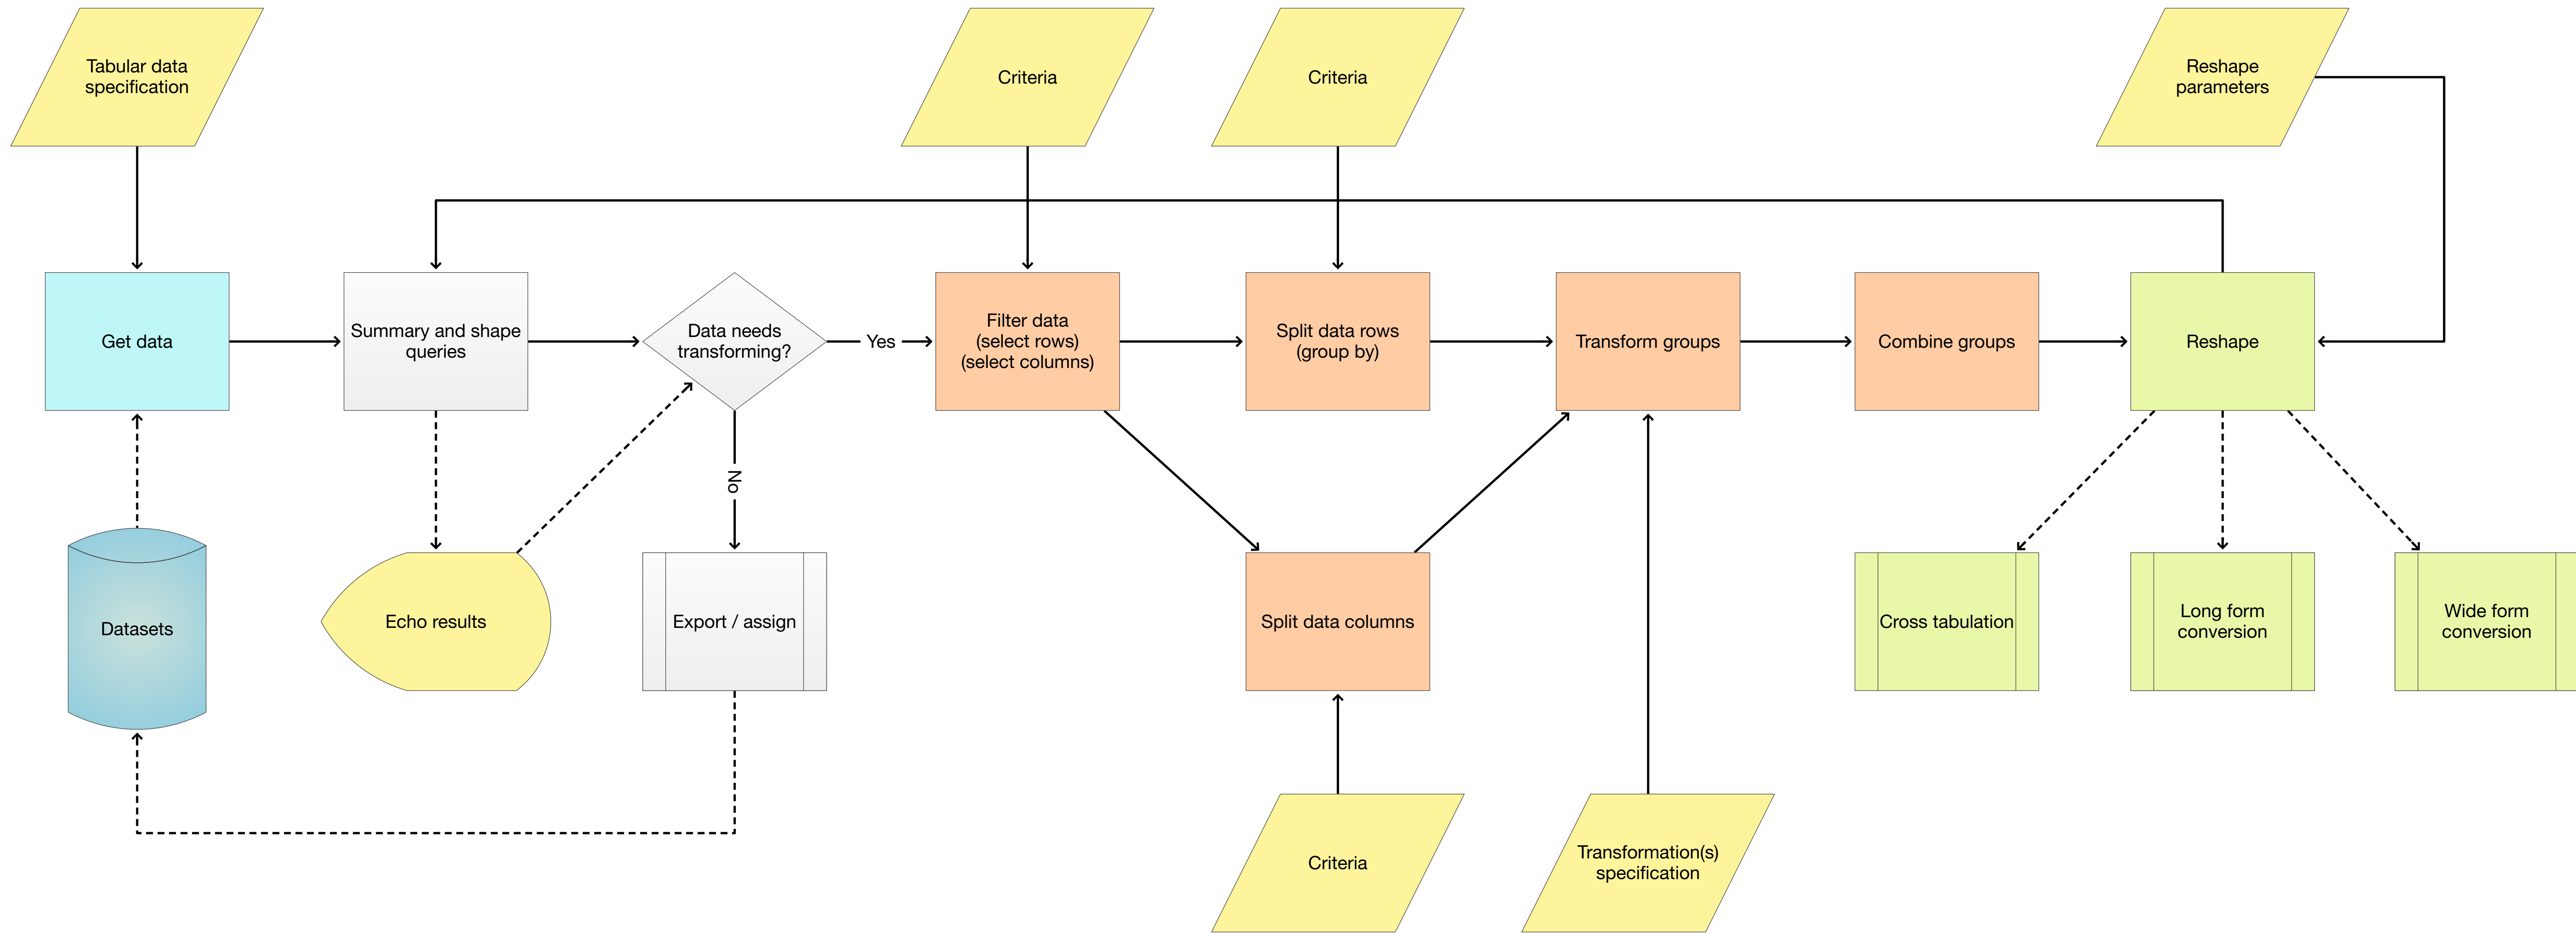 Tabular data
specification
Criteria
Criteria
Reshape
parameters
Get data
Summary and shape
queries
Data needs
transforming?
Yes
Filter data
(select rows)
(select columns)
Split data rows
(group by)
Transform groups
Combine groups
Reshape
No
Datasets
Echo results
Export / assign
Split data columns
Cross tabulation
Long form
conversion
Wide form
conversion
Criteria
Transformation(s)
specification